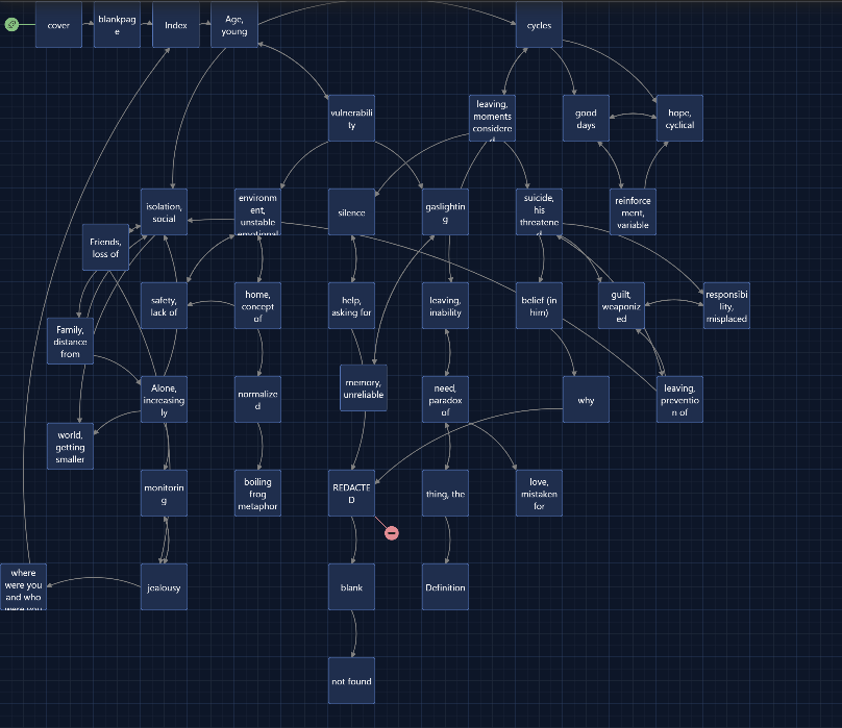 cover
blankpag
e
Index
Age,
young
cycles
vulnerabili
ty
leaving,
moments
considere
d
good
days
hope,
cyclical
isolation,
social
environm
ent,
unstable
emotional
silence
gaslightin
g
suicide,
his
threatene
d
reinforce
ment,
variable
Friends,
loss of
safety,
lack of
home,
concept
of
help,
asking for
leaving,
inability
belief (in
him)
guilt,
weaponiz
ed
responsibi
lity,
misplaced
Family,
distance
from
Alone,
increasing
ly
normalize
d
memory,
unreliable
need,
paradox
of
why
leaving,
preventio
n of
world,
getting
smaller
monitorin
g
boiling
frog
metaphor
REDACTE
D
thing, the
love,
mistaken
for
where
were you
and who
were you
jealousy
blank
Definition
not found